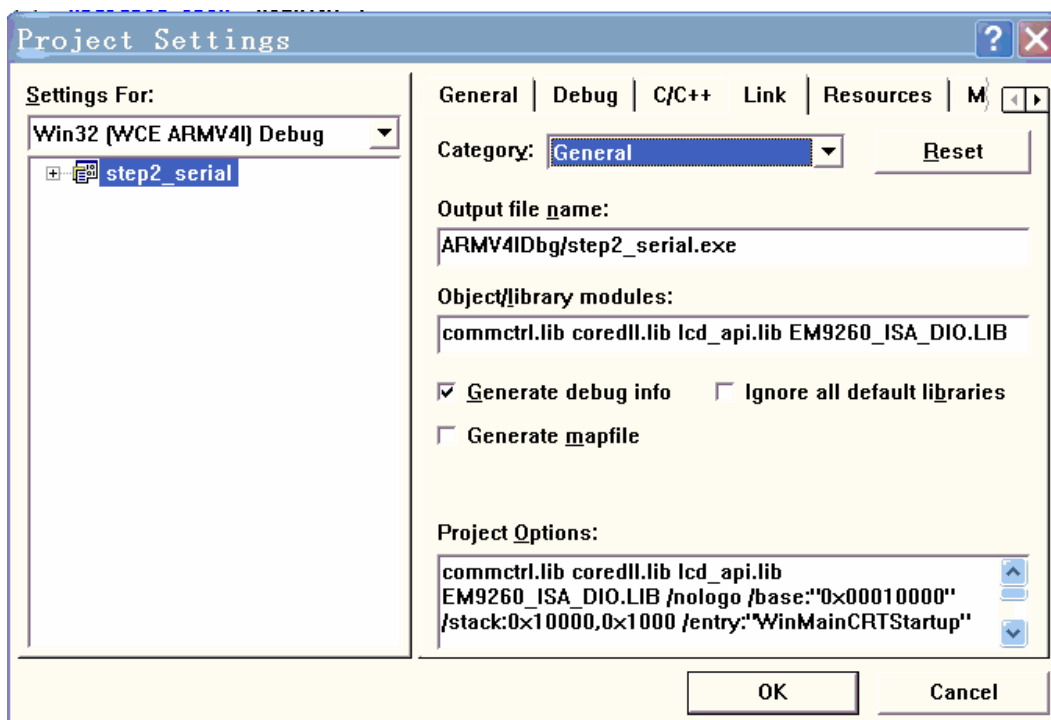 Project Settings
Settings For:
Win32 (WCE ARMV4I) Debug
step2_serial
General
Debug
C/C++
Link
Resources
M
Category:
General
Reset
Output file name:
ARMV4IDbg/step2_serial.exe
Object/library modules:
commctrl.lib coredll.lib lcd_api.lib EM9260_ISA_DIO.LIB
Generate debug info
Ignore all default libraries
Generate mapfile
Project Options:
commctrl.lib coredll.lib lcd_api.lib
EM9260_ISA_DIO.LIB /nologo /base:"0x00010000"
/stack:0x10000,0x1000 /entry:"WinMainCRTStartup"
OK
Cancel